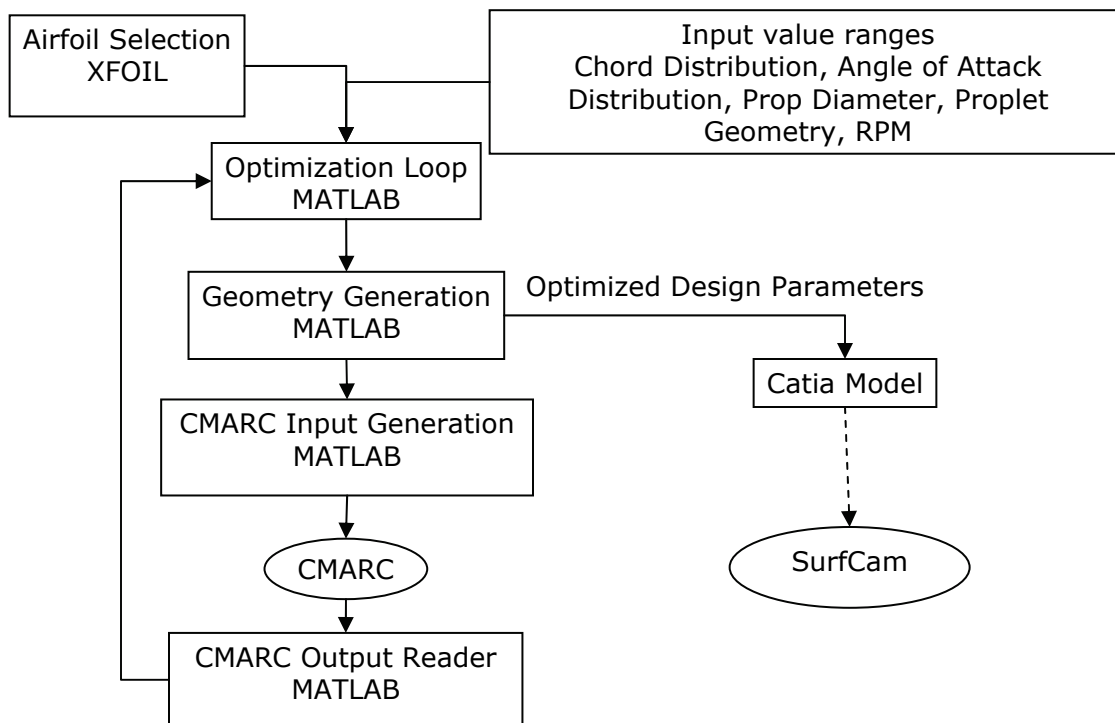 Airfoil Selection
XFOIL
Input value ranges
Chord Distribution, Angle of Attack
Distribution, Prop Diameter, Proplet
Geometry, RPM
Optimization Loop
MATLAB
Geometry Generation
MATLAB
Optimized Design Parameters
Catia Model
CMARC Input Generation
MATLAB
CMARC
SurfCam
CMARC Output Reader
MATLAB